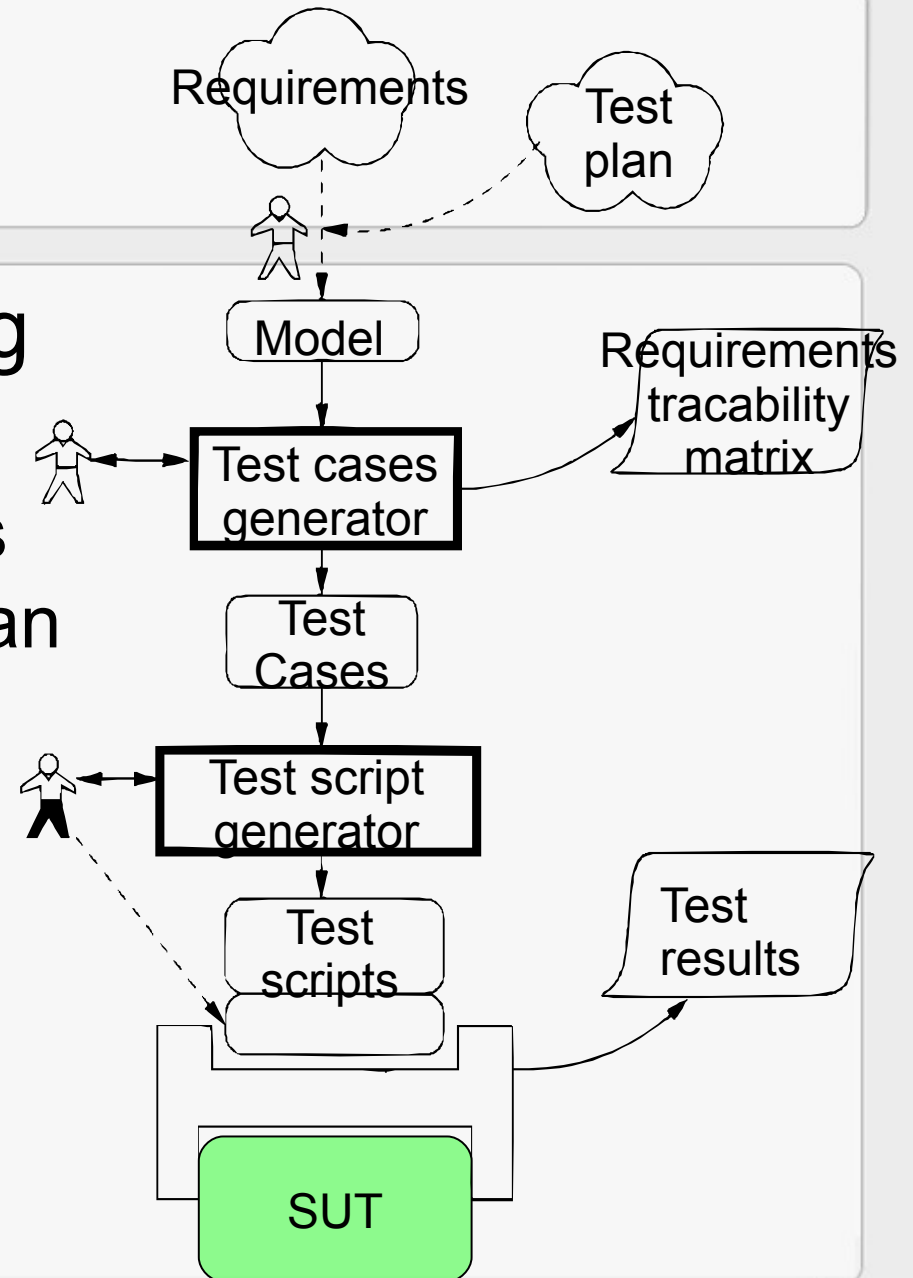 Requirements
Test
plan
g
Model
Requirements
tracability
matrix
Test cases
generator
s
an
Test
Cases
Test script
generator
Test
scripts
Test
results
SUT